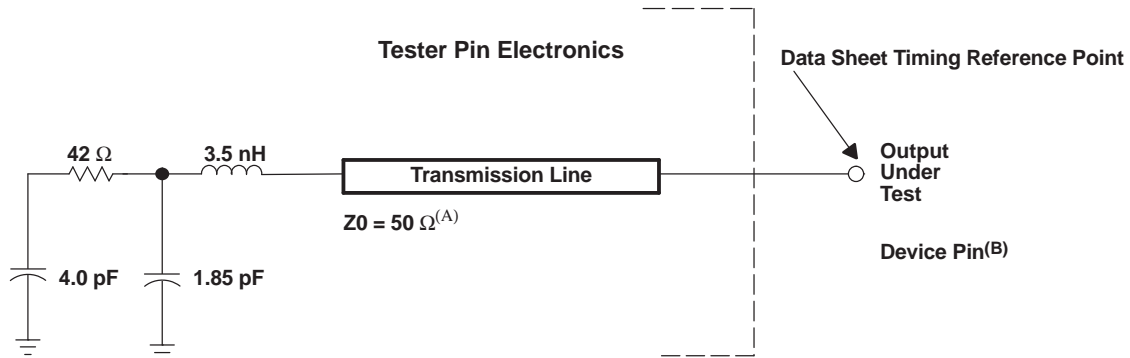 Tester Pin Electronics
Data Sheet Timing Reference Point
42 Ω
3.5 nH
Transmission Line
Output
Under
Test
Z0 = 50 Ω(A)
Device Pin(B)
4.0 pF
1.85 pF